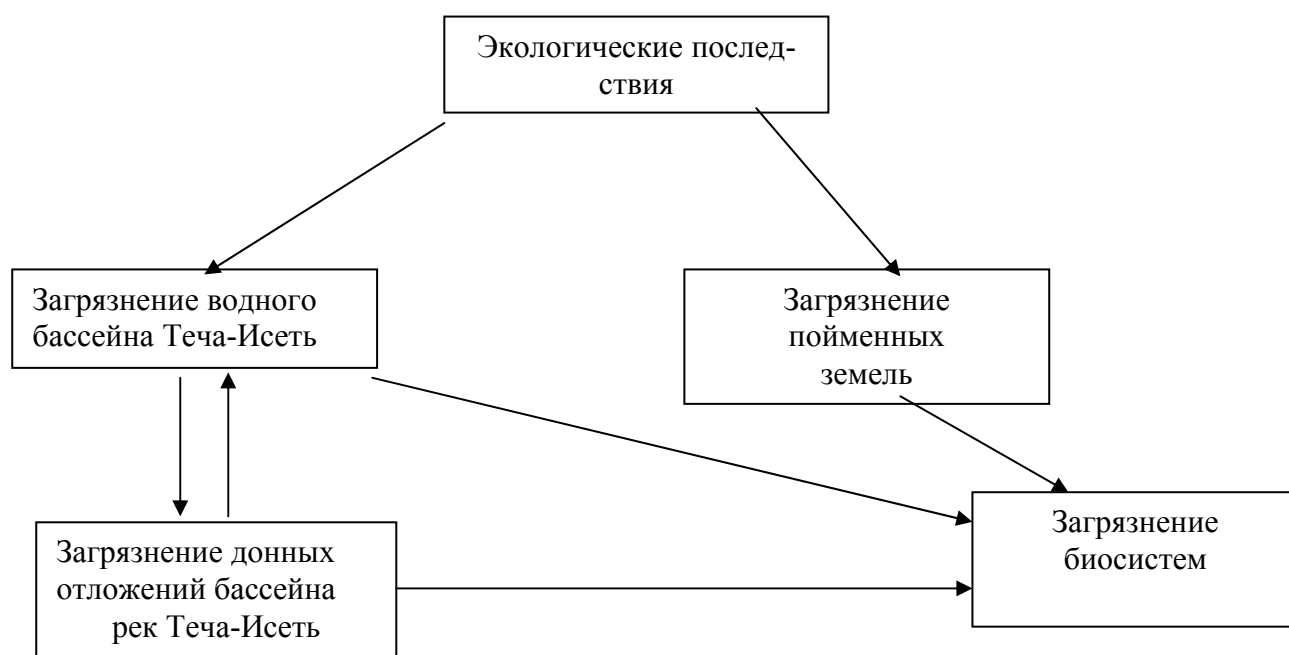 Экологические послед-
ствия
Загрязнение водного
бассейна Теча-Исеть
Загрязнение
пойменных
земель
Загрязнение донных
отложений бассейна
рек Теча-Исеть
Загрязнение
биосистем